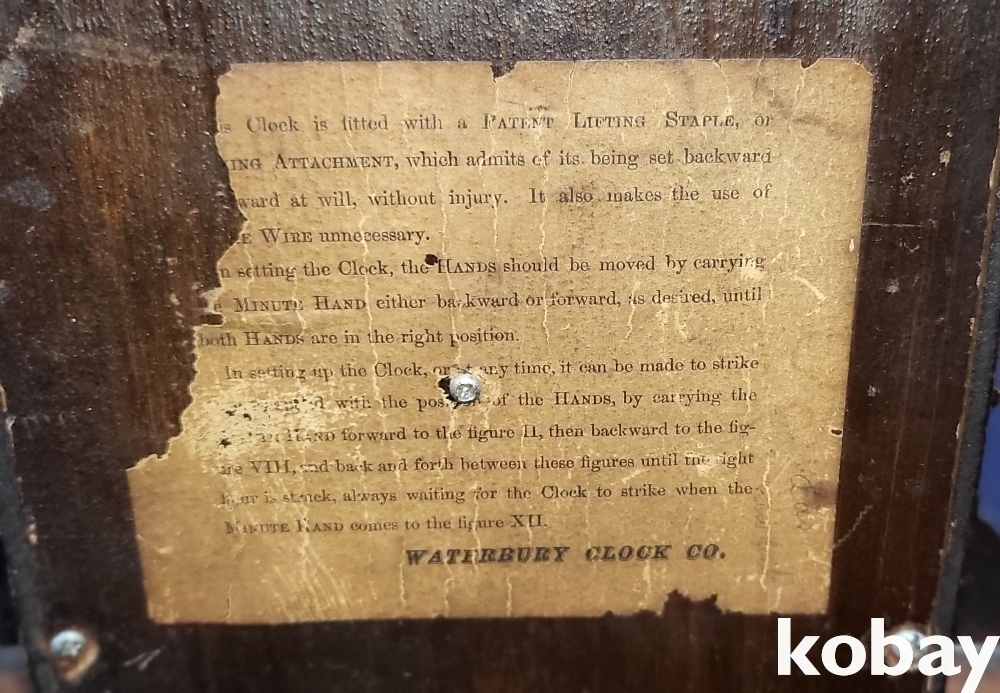 is Clock is fitted with a PATENT LIFTING STAPLE, or
ING ATTACHMENT, which admits of its being set backward
ward at will, without injury. It also makes the use of
E WIRE unnecessary.
n setting the Clock, the HANDS should be moved by carrying
e MINUTE HAND either backward or forward, as desired, until
both HANDS are in the right position.
In setting up the Clock, or at any time, it can be made to strike
d with the pos of the HANDS, by carrying the
HAND forward to the figure II, then backward to the fig-
ure VIII, and back and forth between these figures until the right
hour is struck, always waiting for the Clock to strike when the
MINUTE HAND comes to the figure XII.
WATERBURY CLOCK CO.
kobay